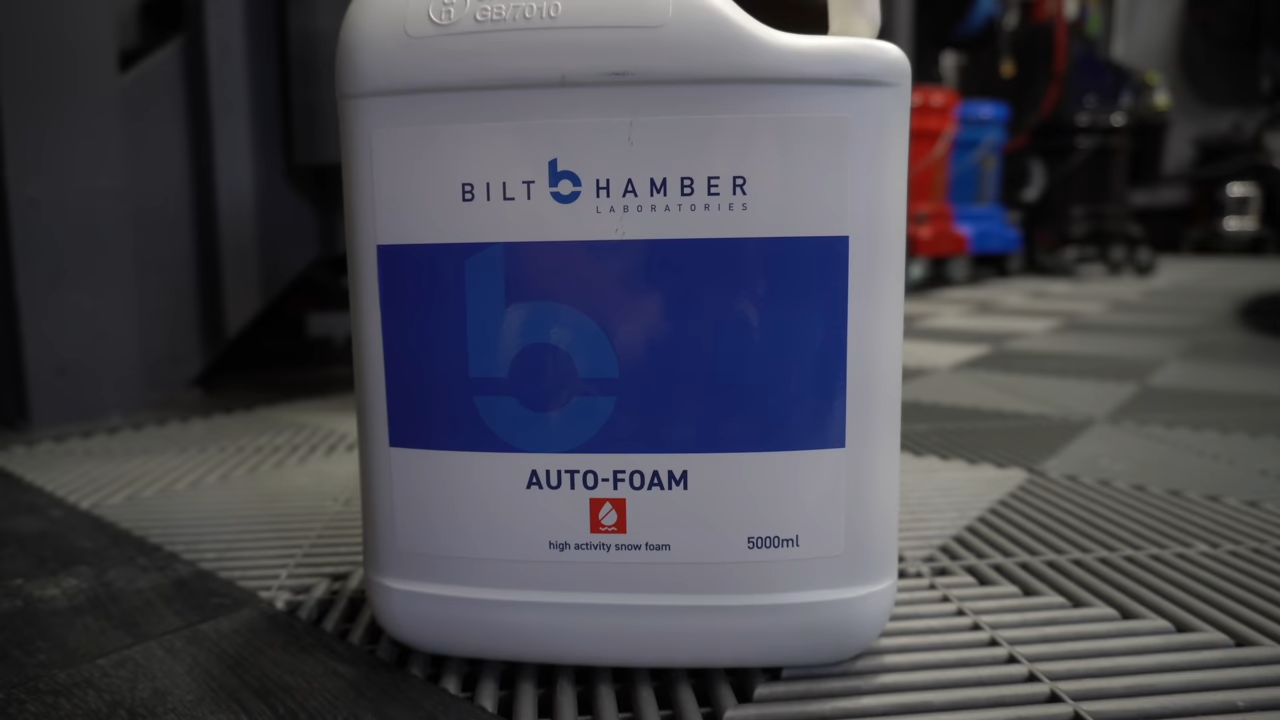 GB/7010
BILT b HAMBER
LABORATORIES
AUTO-FOAM
high activity snow foam
5000ml